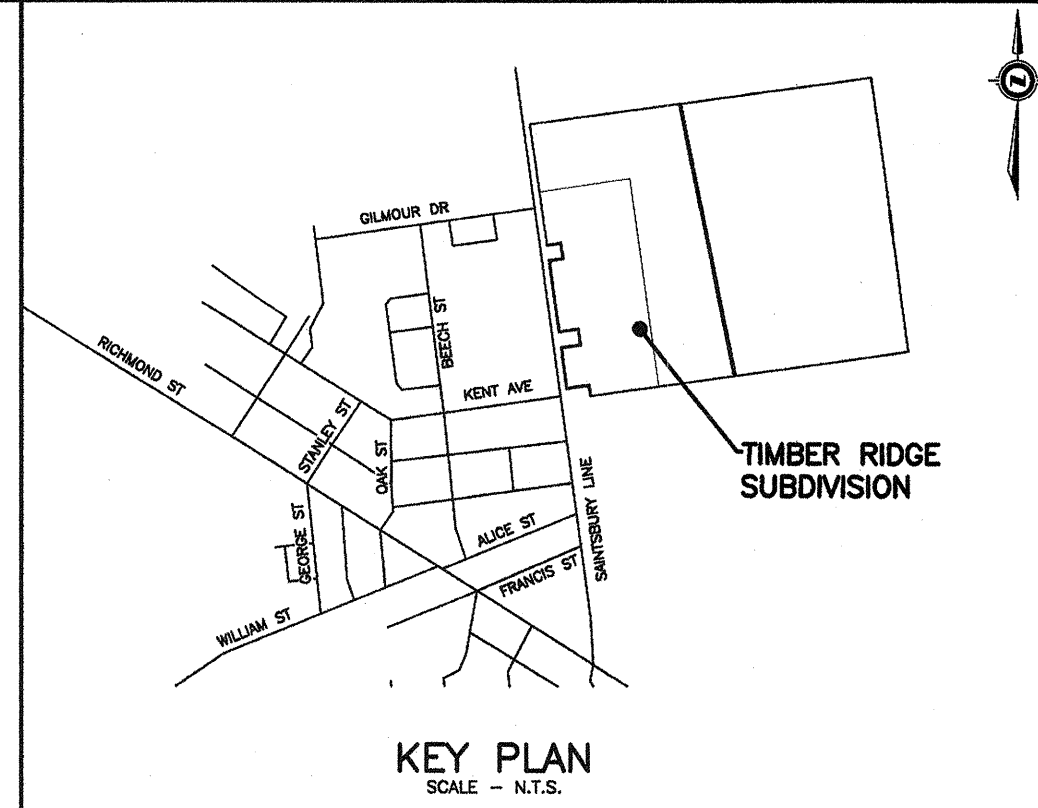 GILMOUR DR
BEECH ST
RICHMOND ST
KENT AVE
STANLEY ST
OAK ST
TIMBER RIDGE
SUBDIVISION
SAINTSBURY LINE
GEORGE ST
ALICE ST
FRANCIS ST
WILLIAM ST
KEY PLAN
SCALE - N.T.S.
N